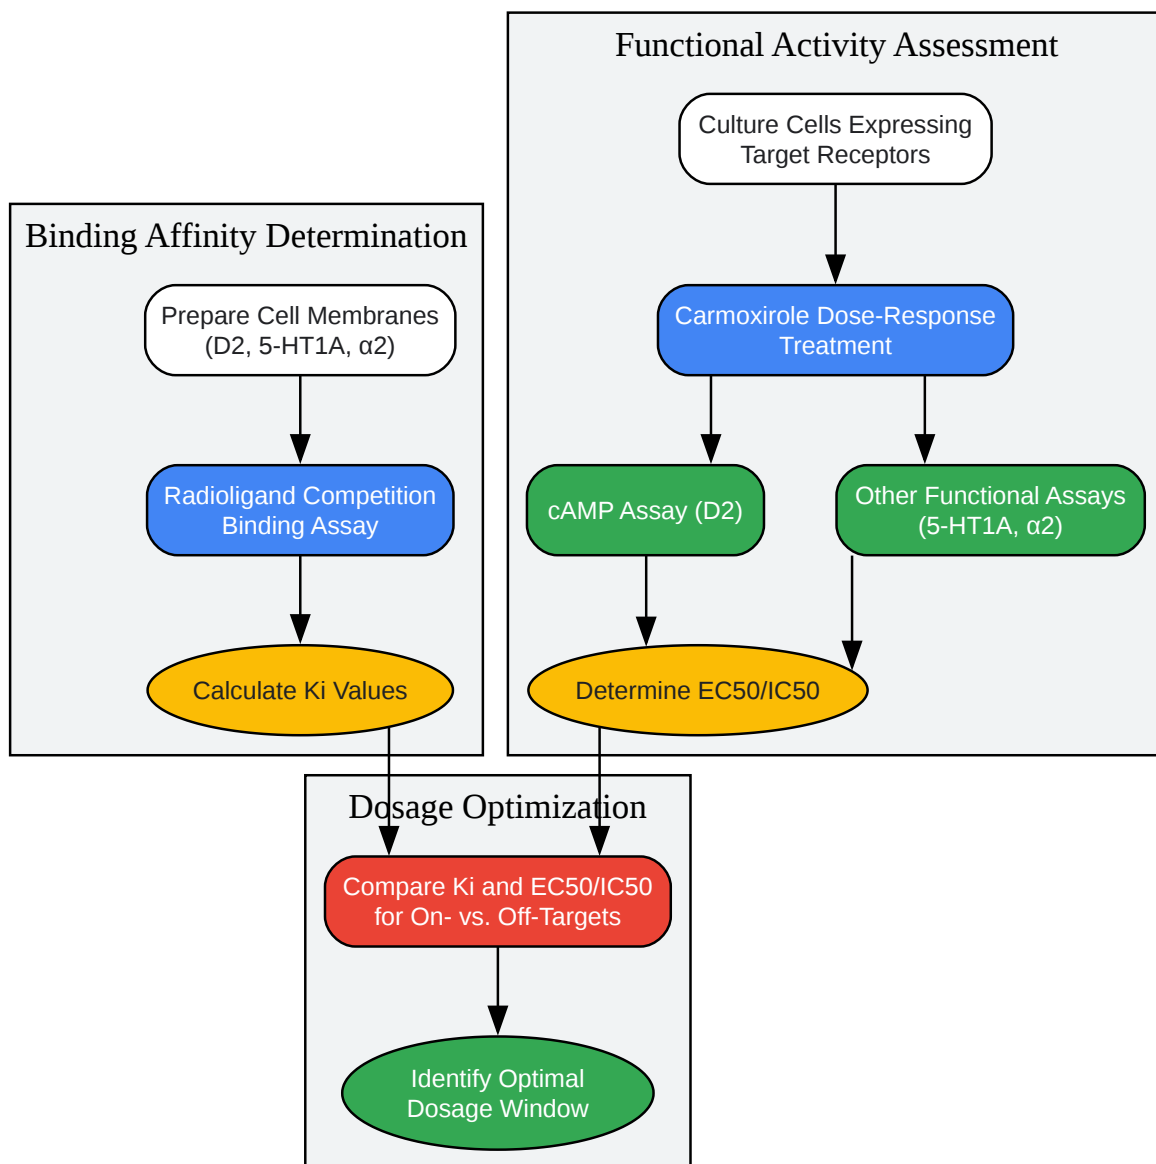 Functional Activity Assessment
Culture Cells Expressing
Target Receptors
Binding Affinity Determination
Prepare Cell Membranes
(D2, 5-HT1A, α2)
Carmoxirole Dose-Response
Treatment
Radioligand Competition
Binding Assay
cAMP Assay (D2)
Other Functional Assays
(5-HT1A, α2)
Calculate Ki Values
Determine EC50/IC50
Dosage Optimization
Compare Ki and EC50/IC50
for On- vs. Off-Targets
Identify Optimal
Dosage Window